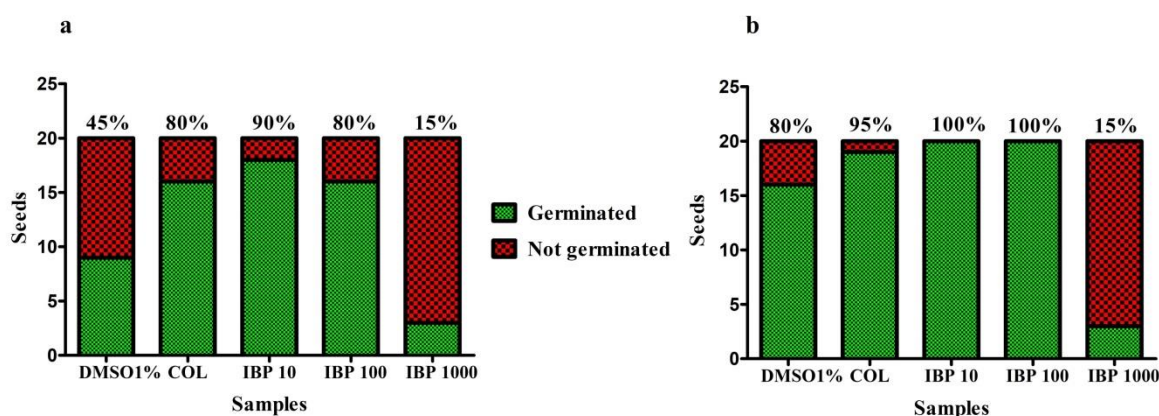 a
25
20
15
10
5
0
Seeds
45% 80% 90% 80% 15%
DMSO1% COL IBP 10 IBP 100 IBP 1000
Samples
Germinated
Not germinated
b
25
20
15
10
5
0
Seeds
80% 95% 100% 100% 15%
DMSO1% COL IBP 10 IBP 100 IBP 1000
Samples